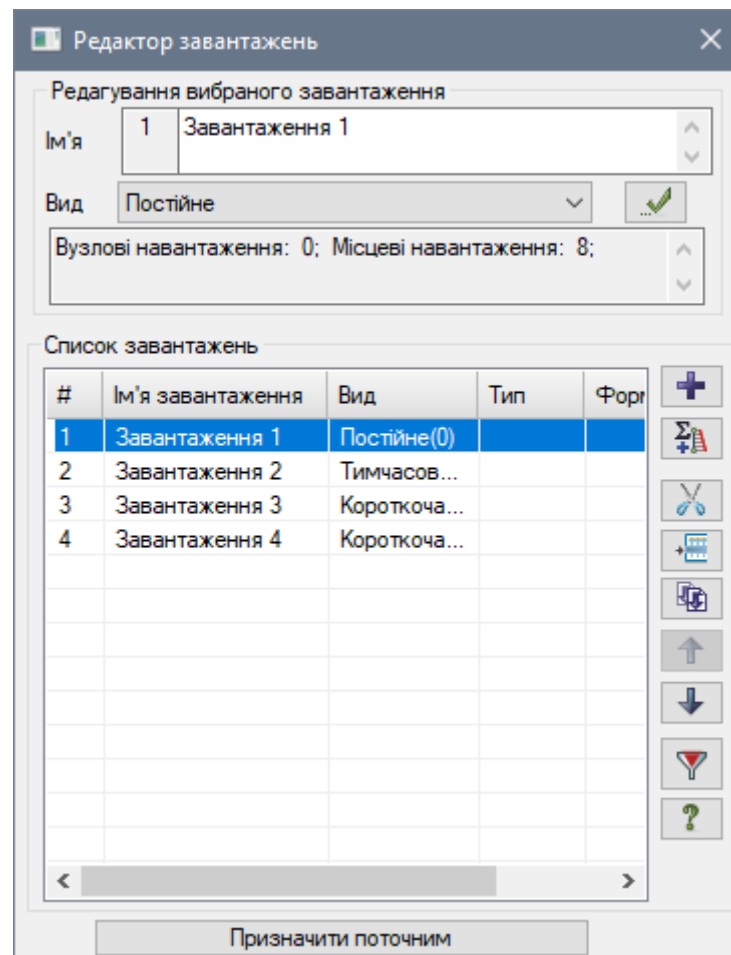 Редактор завантажень
Редагування вибраного завантаження
Ім'я 1 Завантаження 1
Вид Постійне
Вузлові навантаження: 0; Місцеві навантаження: 8;
Список завантажень
# Ім'я завантаження Вид Тип Форм
1 Завантаження 1 Постійне(0)
2 Завантаження 2 Тимчасов...
3 Завантаження 3 Короткоча...
4 Завантаження 4 Короткоча...
Призначити поточним